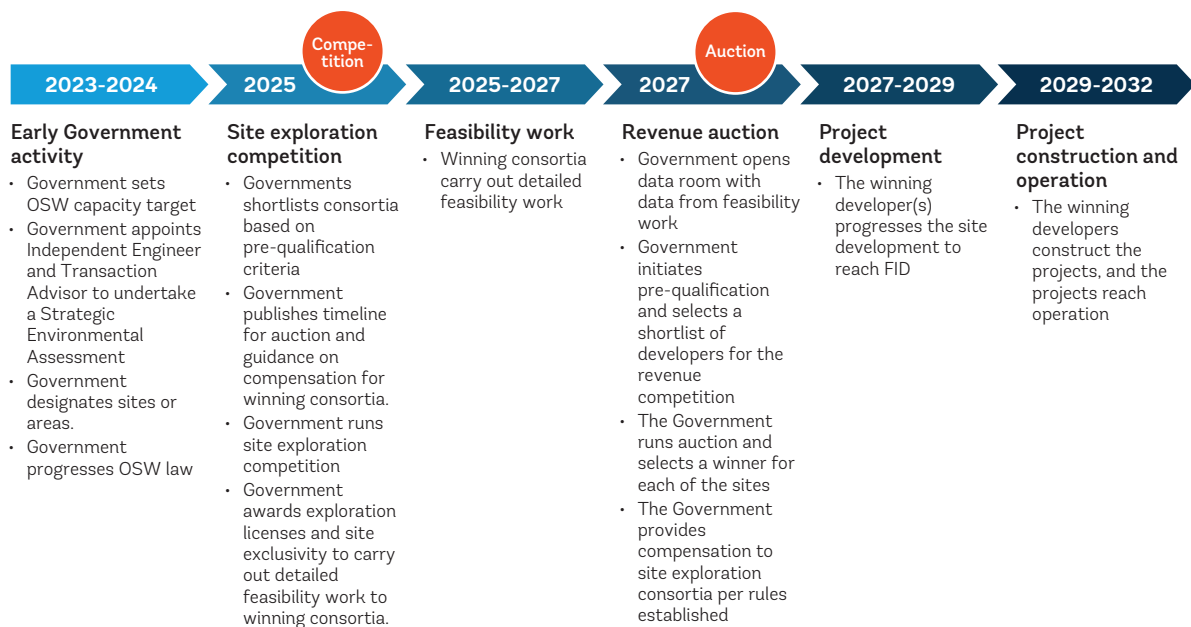 Compe-
tition
Auction
2023-2024
2025
2025-2027
2027
2027-2029
2029-2032
Early Government
activity
• Government sets
OSW capacity target
• Government appoints
Independent Engineer
and Transaction
Advisor to undertake
a Strategic
Environmental
Assessment
• Government
designates sites or
areas.
• Government
progresses OSW law
Site exploration
competition
• Governments
shortlists consortia
based on
pre-qualification
criteria
• Government
publishes timeline
for auction and
guidance on
compensation for
winning consortia.
• Government runs
site exploration
competition
• Government
awards exploration
licenses and site
exclusivity to carry
out detailed
feasibility work to
winning consortia.
Feasibility work
• Winning consortia
carry out detailed
feasibility work
Revenue auction
• Government opens
data room with
data from feasibility
work
• Government
initiates
pre-qualification
and selects a
shortlist of
developers for the
revenue
competition
• The Government
runs auction and
selects a winner for
each of the sites
• The Government
provides
compensation to
site exploration
consortia per rules
established
Project
development
• The winning
developer(s)
progresses the site
development to
reach FID
Project
construction and
operation
• The winning
developers
construct the
projects, and the
projects reach
operation